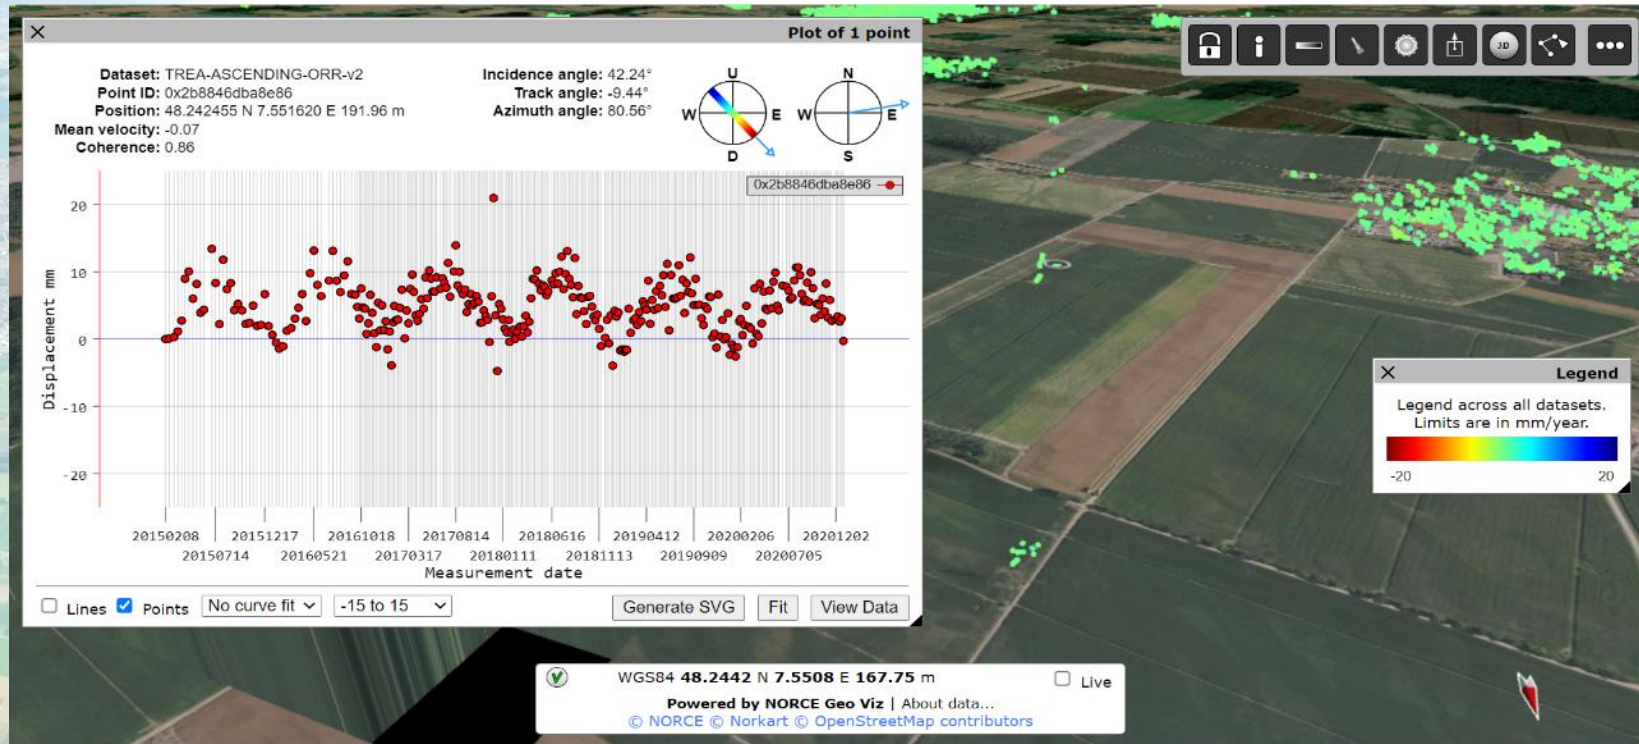 Plot of 1 point
Dataset: TREA-ASCENDING-ORR-v2
Point ID: 0x2b8846dba8e86
Position: 48.242455 N 7.551620 E 191.96 m
Mean velocity: -0.07
Coherence: 0.86
Incidence angle: 42.24°
Track angle: -9.44°
Azimuth angle: 80.56°
U
W E
D
N
W E
S
0x2b8846dba8e86
20
10
0
-10
-20
Displacement mm
20150208 20151217 20161018 20170814 20180616 20190412 20200206 20201202
20150714 20160521 20170317 20180111 20181113 20190909 20200705
Measurement date
Lines Points No curve fit -15 to 15 Generate SVG Fit View Data
3D
Legend
Legend across all datasets.
Limits are in mm/year.
-20 20
WGS84 48.2442 N 7.5508 E 167.75 m Live
Powered by NORCE Geo Viz | About data...
© NORCE © Norkart © OpenStreetMap contributors